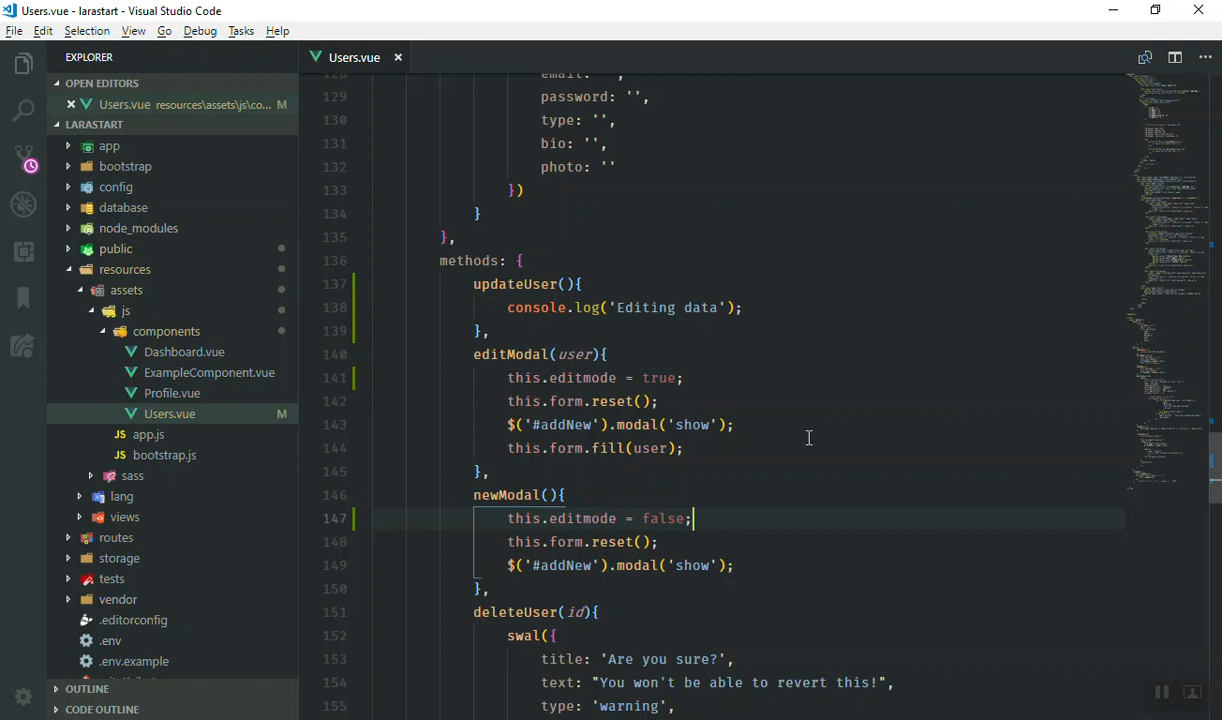 Users.vue - larastart - Visual Studio Code
File Edit Selection View Go Debug Tasks Help
EXPLORER
OPEN EDITORS
Users.vue resources\assets\js\co... M
LARASTART
app
bootstrap
config
database
node_modules
public
resources
assets
js
components
Dashboard.vue
ExampleComponent.vue
Profile.vue
Users.vue M
JS app.js
JS bootstrap.js
sass
lang
views
routes
storage
tests
vendor
.editorconfig
.env
.env.example
OUTLINE
CODE OUTLINE
Users.vue
128 email: '',
129 password: '',
130 type: '',
131 bio: '',
132 photo: ''
133 })
134 }
135 },
136 methods: {
137 updateUser(){
138 console.log('Editing data');
139 },
140 editModal(user){
141 this.editmode = true;
142 this.form.reset();
143 $('#addNew').modal('show');
144 this.form.fill(user);
145 },
146 newModal(){
147 this.editmode = false;
148 this.form.reset();
149 $('#addNew').modal('show');
150 },
151 deleteUser(id){
152 swal({
153 title: 'Are you sure?',
154 text: "You won't be able to revert this!",
155 type: 'warning',